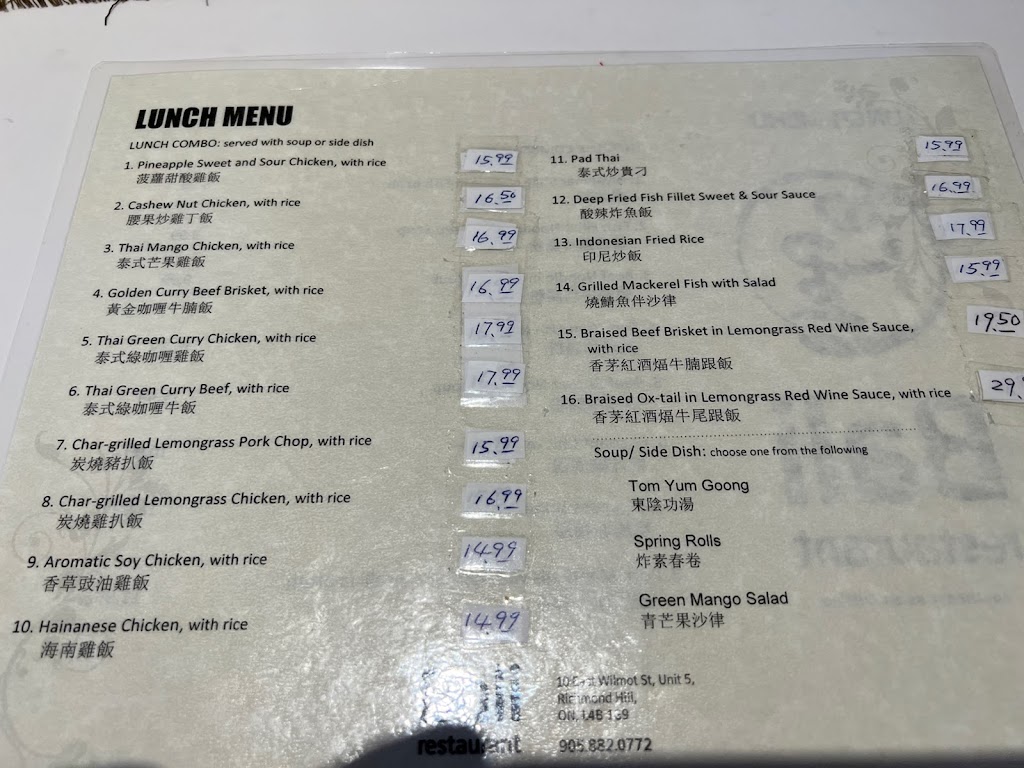 LUNCH MENU
LUNCH COMBO: served with soup or side dish
1. Pineapple Sweet and Sour Chicken, with rice 15.99
菠蘿甜酸雞飯
2. Cashew Nut Chicken, with rice 16.50
腰果炒雞丁飯
3. Thai Mango Chicken, with rice 16.99
泰式芒果雞飯
4. Golden Curry Beef Brisket, with rice 16.99
黃金咖喱牛腩飯
5. Thai Green Curry Chicken, with rice 17.99
泰式綠咖喱雞飯
6. Thai Green Curry Beef, with rice 17.99
泰式綠咖喱牛飯
7. Char-grilled Lemongrass Pork Chop, with rice 15.99
炭燒豬扒飯
8. Char-grilled Lemongrass Chicken, with rice 16.99
炭燒雞扒飯
9. Aromatic Soy Chicken, with rice 14.99
香草豉油雞飯
10. Hainanese Chicken, with rice 14.99
海南雞飯
11. Pad Thai 15.99
泰式炒貴刁
12. Deep Fried Fish Fillet Sweet & Sour Sauce 16.99
酸辣炸魚飯
13. Indonesian Fried Rice 17.99
印尼炒飯
14. Grilled Mackerel Fish with Salad 15.99
燒鯖魚伴沙律
15. Braised Beef Brisket in Lemongrass Red Wine Sauce, 19.50
with rice
香茅紅酒煏牛腩跟飯
16. Braised Ox-tail in Lemongrass Red Wine Sauce, with rice 29.
香茅紅酒煏牛尾跟飯
Soup/ Side Dish: choose one from the following
Tom Yum Goong
東陰功湯
Spring Rolls
炸素春卷
Green Mango Salad
青芒果沙律
Wilmot St, Unit 5,
Richmond Hill,
ON,
restaurant 905.882.0772